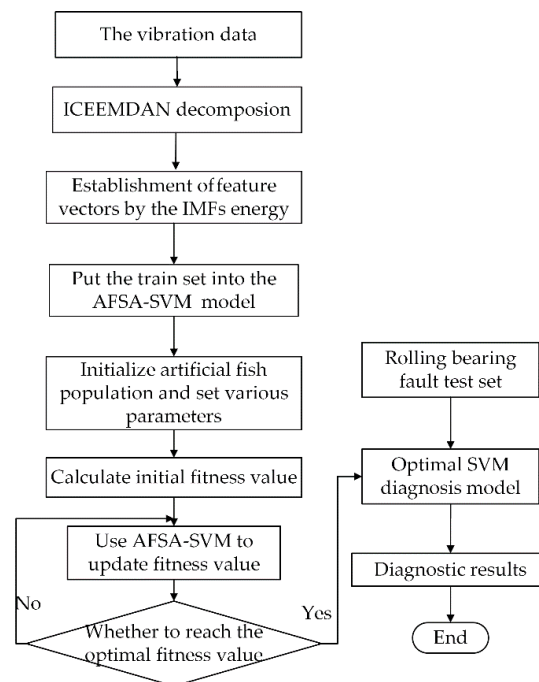 The vibration data
ICEEMDAN decomposion
Establishment of feature
vectors by the IMFs energy
Put the train set into the
AFSA-SVM model
Initialize artificial fish
population and set various
parameters
Calculate initial fitness value
Use AFSA-SVM to
update fitness value
No
Whether to reach the
optimal fitness value
Yes
Rolling bearing
fault test set
Optimal SVM
diagnosis model
Diagnostic results
End